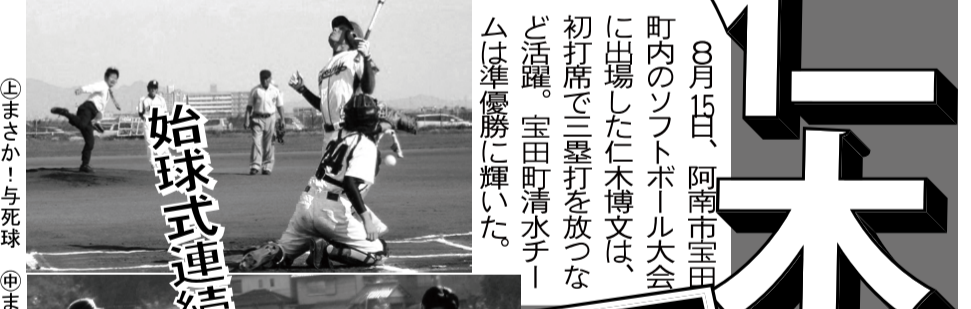 仁木
８月１５日、阿南市宝田
町内のソフトボール大会
に出場した仁木博文は、
初打席で三塁打を放つな
ど活躍。宝田町清水チー
ムは準優勝に輝いた。
始球式連続
㊤まさか！与死球
㊥ま